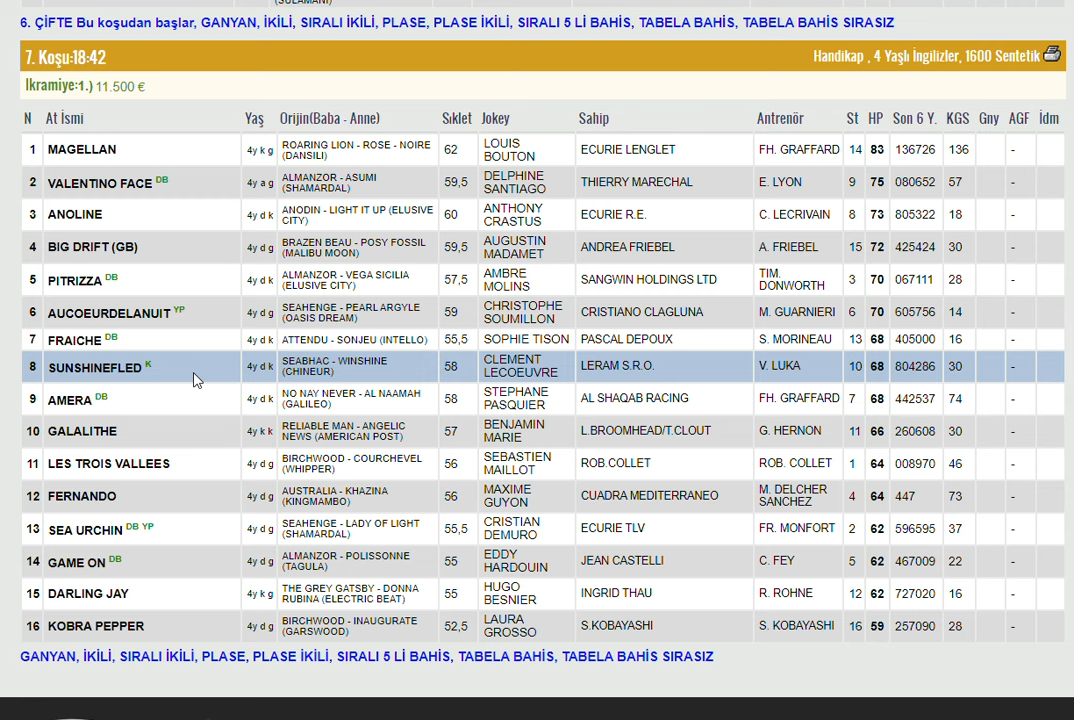 (SULAMANI)
6. ÇİFTE Bu koşudan başlar, GANYAN, İKİLİ, SIRALI İKİLİ, PLASE, PLASE İKİLİ, SIRALI 5 Lİ BAHİS, TABELA BAHİS, TABELA BAHİS SIRASIZ
7. Koşu:18:42 Handikap , 4 Yaşlı İngilizler, 1600 Sentetik
Ikramiye:1.) 11.500 €
N At İsmi Yaş Orijin(Baba - Anne) Sıklet Jokey Sahip Antrenör St HP Son 6 Y. KGS Gny AGF İdm
1 MAGELLAN 4y k g ROARING LION - ROSE - NOIRE (DANSILI) 62 LOUIS BOUTON ECURIE LENGLET FH. GRAFFARD 14 83 136726 136 -
2 VALENTINO FACE DB 4y a g ALMANZOR - ASUMI (SHAMARDAL) 59,5 DELPHINE SANTIAGO THIERRY MARECHAL E. LYON 9 75 080652 57 -
3 ANOLINE 4y d k ANODIN - LIGHT IT UP (ELUSIVE CITY) 60 ANTHONY CRASTUS ECURIE R.E. C. LECRIVAIN 8 73 805322 18 -
4 BIG DRIFT (GB) 4y d g BRAZEN BEAU - POSY FOSSIL (MALIBU MOON) 59,5 AUGUSTIN MADAMET ANDREA FRIEBEL A. FRIEBEL 15 72 425424 30 -
5 PITRIZZA DB 4y d k ALMANZOR - VEGA SICILIA (ELUSIVE CITY) 57,5 AMBRE MOLINS SANGWIN HOLDINGS LTD TIM. DONWORTH 3 70 067111 28 -
6 AUCOEURDELANUIT YP 4y d g SEAHENGE - PEARL ARGYLE (OASIS DREAM) 59 CHRISTOPHE SOUMILLON CRISTIANO CLAGLUNA M. GUARNIERI 6 70 605756 14 -
7 FRAICHE DB 4y d k ATTENDU - SONJEU (INTELLO) 55,5 SOPHIE TISON PASCAL DEPOUX S. MORINEAU 13 68 405000 16 -
8 SUNSHINEFLED K 4y d k SEABHAC - WINSHINE (CHINEUR) 58 CLEMENT LECOEUVRE LERAM S.R.O. V. LUKA 10 68 804286 30 -
9 AMERA DB 4y d k NO NAY NEVER - AL NAAMAH (GALILEO) 58 STEPHANE PASQUIER AL SHAQAB RACING FH. GRAFFARD 7 68 442537 74 -
10 GALALITHE 4y k k RELIABLE MAN - ANGELIC NEWS (AMERICAN POST) 57 BENJAMIN MARIE L.BROOMHEAD/T.CLOUT G. HERNON 11 66 260608 30 -
11 LES TROIS VALLEES 4y d g BIRCHWOOD - COURCHEVEL (WHIPPER) 56 SEBASTIEN MAILLOT ROB.COLLET ROB. COLLET 1 64 008970 46 -
12 FERNANDO 4y d g AUSTRALIA - KHAZINA (KINGMAMBO) 56 MAXIME GUYON CUADRA MEDITERRANEO M. DELCHER SANCHEZ 4 64 447 73 -
13 SEA URCHIN DB YP 4y d g SEAHENGE - LADY OF LIGHT (SHAMARDAL) 55,5 CRISTIAN DEMURO ECURIE TLV FR. MONFORT 2 62 596595 37 -
14 GAME ON DB 4y d g ALMANZOR - POLISSONNE (TAGULA) 55 EDDY HARDOUIN JEAN CASTELLI C. FEY 5 62 467009 22 -
15 DARLING JAY 4y k g THE GREY GATSBY - DONNA RUBINA (ELECTRIC BEAT) 55 HUGO BESNIER INGRID THAU R. ROHNE 12 62 727020 16 -
16 KOBRA PEPPER 4y d g BIRCHWOOD - INAUGURATE (GARSWOOD) 52,5 LAURA GROSSO S.KOBAYASHI S. KOBAYASHI 16 59 257090 28 -
GANYAN, İKİLİ, SIRALI İKİLİ, PLASE, PLASE İKİLİ, SIRALI 5 Lİ BAHİS, TABELA BAHİS, TABELA BAHİS SIRASIZ